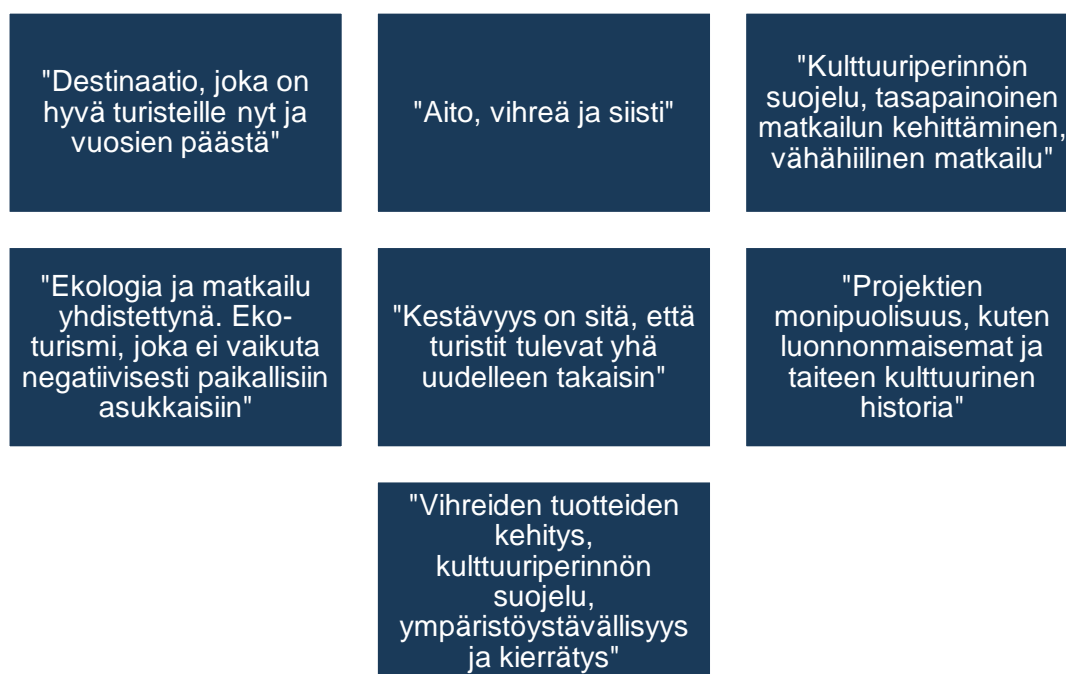 "Destinaatio, joka on
hyvä turisteille nyt ja
vuosien päästä"
"Aito, vihreä ja siisti"
"Kulttuuriperinnön
suojelu, tasapainoinen
matkailun kehittäminen,
vähähiilinen matkailu"
"Ekologia ja matkailu
yhdistettynä. Eko-
turismi, joka ei vaikuta
negatiivisesti paikallisiin
asukkaisiin"
"Kestävyys on sitä, että
turistit tulevat yhä
uudelleen takaisin"
"Projektien
monipuolisuus, kuten
luonnonmaisemat ja
taiteen kulttuurinen
historia"
"Vihreiden tuotteiden
kehitys,
kulttuuriperinnön
suojelu,
ympäristöystävällisyys
ja kierrätys"